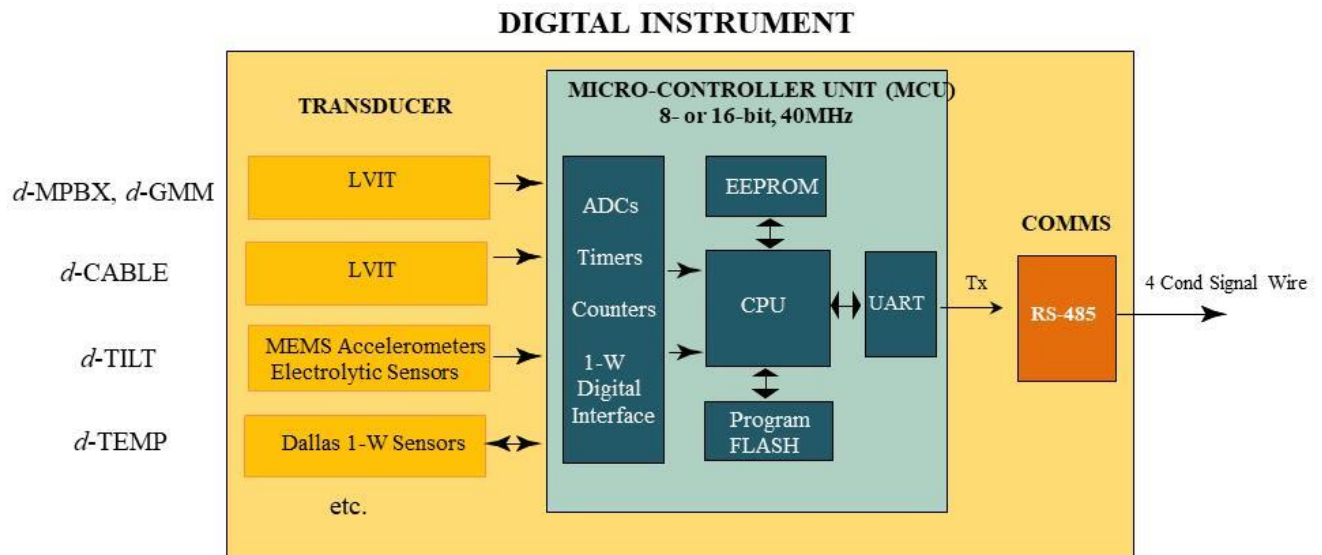 DIGITAL INSTRUMENT
TRANSDUCER
MICRO-CONTROLLER UNIT (MCU)
8- or 16-bit, 40MHz
d-MPBX, d-GMM
LVIT
d-CABLE
LVIT
d-TILT
MEMS Accelerometers
Electrolytic Sensors
d-TEMP
Dallas 1-W Sensors
etc.
ADCs
Timers
Counters
1-W
Digital
Interface
EEPROM
CPU
Program
FLASH
UART
Tx
COMMS
RS-485
4 Cond Signal Wire